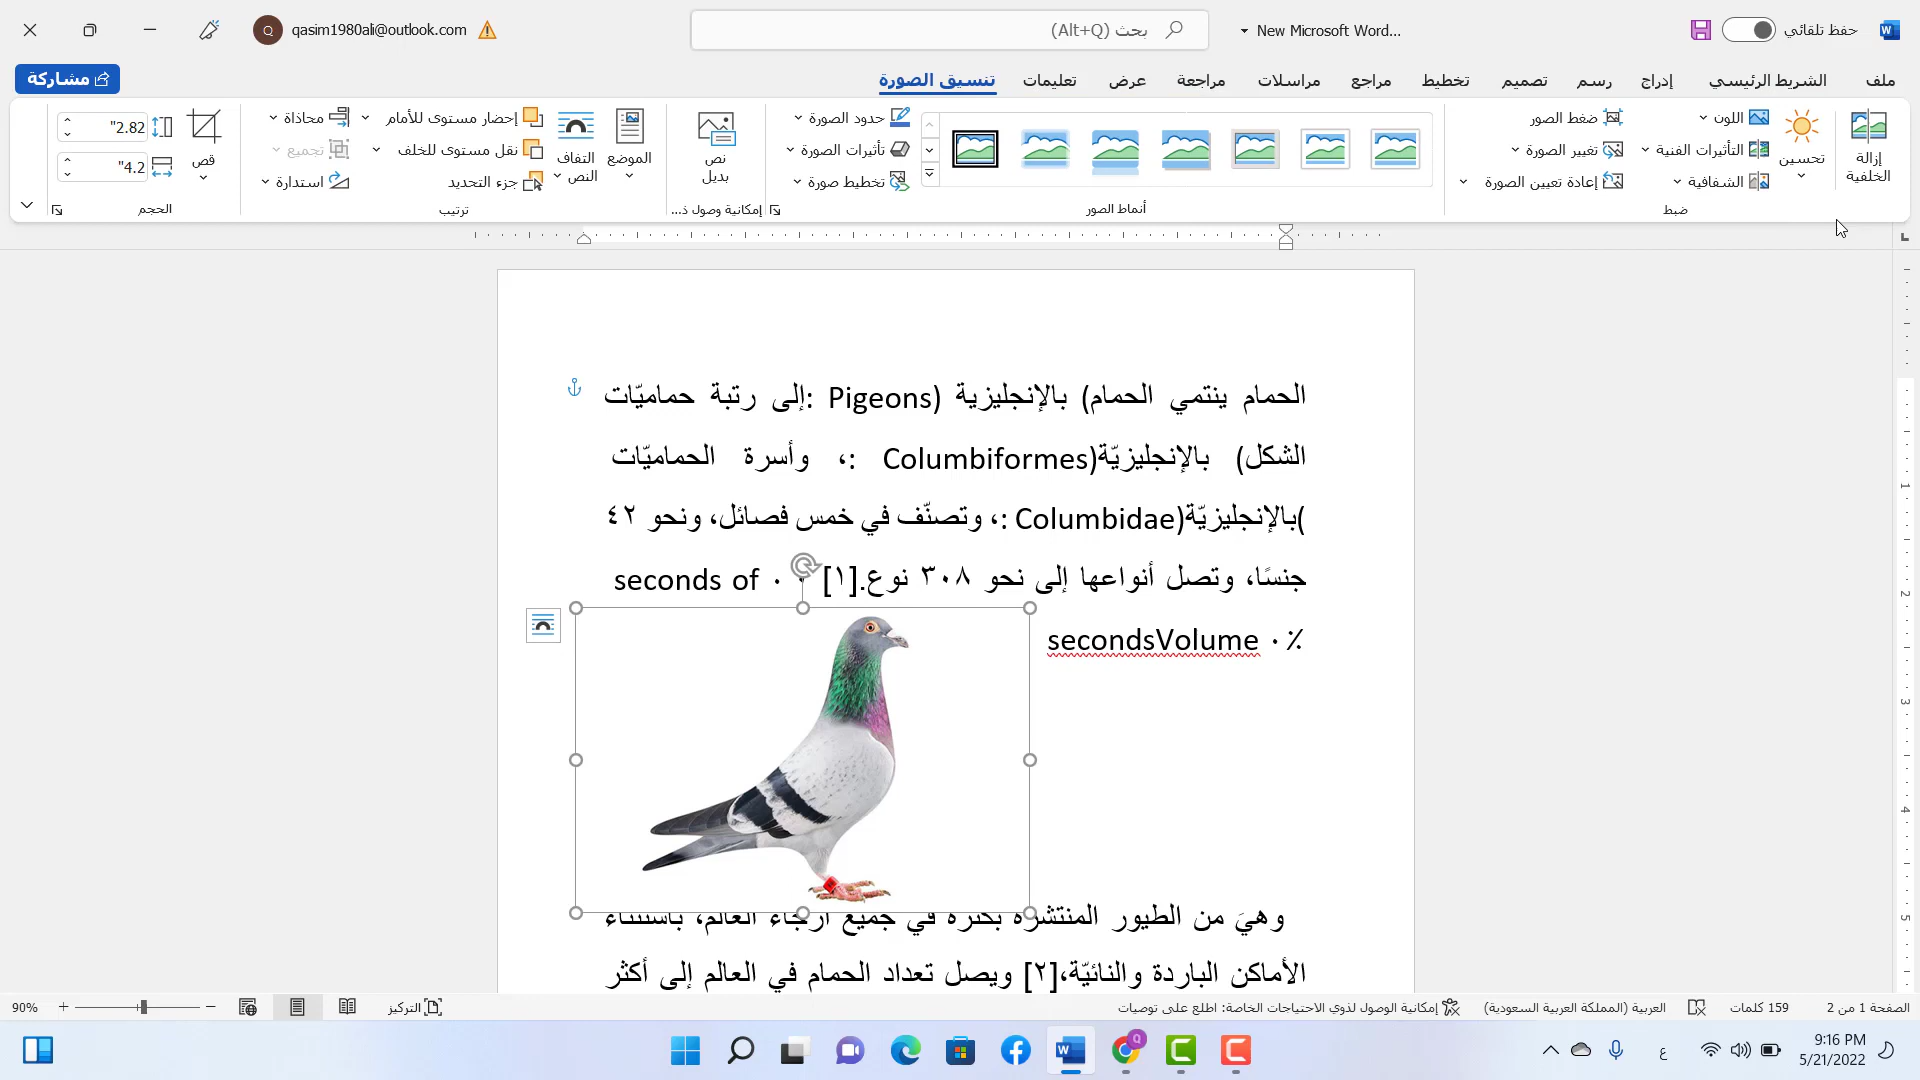 qasim1980ali@outlook.com
Q
بحث (Alt+Q)
New Microsoft Word...
حفظ تلقائي
ملف
الشريط الرئيسي
إدراج
رسم
تصميم
تخطيط
مراجع
مراسلات
مراجعة
عرض
تعليمات
تنسيق الصورة
مشاركة
إزالة الخلفية
تحسين
اللون
التأثيرات الفنية
الشفافية
ضغط الصور
تغيير الصورة
إعادة تعيين الصورة
ضبط
أنماط الصور
حدود الصورة
تأثيرات الصورة
تخطيط صورة
نص بديل
إمكانية وصول ذ...
الموضع
التفاف النص
إحضار مستوى للأمام
نقل مستوى للخلف
جزء التحديد
محاذاة
تجميع
استدارة
ترتيب
قص
2.82"
4.2"
الحجم
الحمام ينتمي الحمام) بالإنجليزية (Pigeons :إلى رتبة حماميّات
الشكل) بالإنجليزيّة(Columbiformes :، وأسرة الحماميّات
)بالإنجليزيّة(Columbidae :، وتصنّف في خمس فصائل، ونحو ٤٢
جنسًا، وتصل أنواعها إلى نحو ٣٠٨ نوع.[١] ٠ seconds of ٠
secondsVolume ٠٪
وهيَ من الطيور المنتشرة بكثرة في جميع أرجاء العالم، باستثناء
الأماكن الباردة والنائيّة،[٢] ويصل تعداد الحمام في العالم إلى أكثر
الصفحة 1 من 2
159 كلمات
العربية (المملكة العربية السعودية)
إمكانية الوصول لذوي الاحتياجات الخاصة: اطلع على توصيات
التركيز
90%
1
2
3
4
5
ع
9:16 PM
5/21/2022